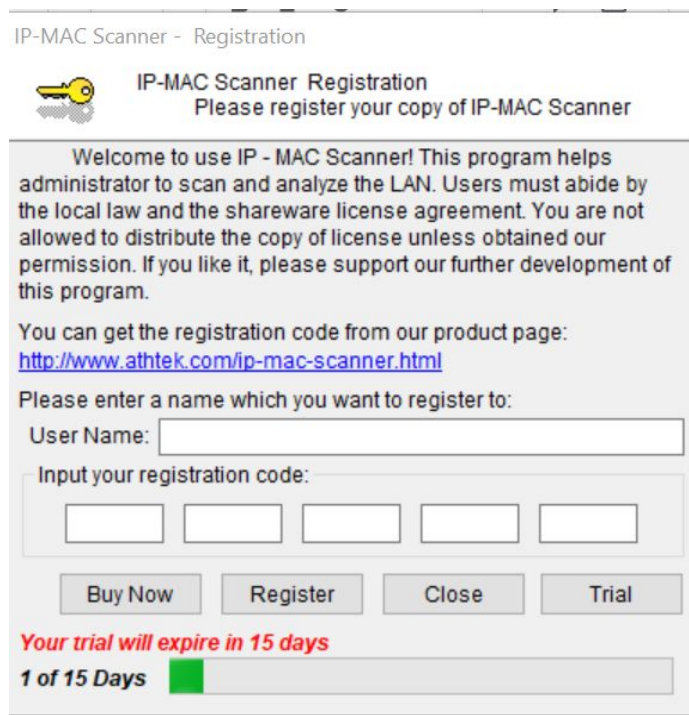 IP-MAC Scanner - Registration
IP-MAC Scanner Registration
Please register your copy of IP-MAC Scanner
Welcome to use IP - MAC Scanner! This program helps
administrator to scan and analyze the LAN. Users must abide by
the local law and the shareware license agreement. You are not
allowed to distribute the copy of license unless obtained our
permission. If you like it, please support our further development of
this program.
You can get the registration code from our product page:
http://www.athtek.com/ip-mac-scanner.html
Please enter a name which you want to register to:
User Name:
Input your registration code:
Buy Now Register Close Trial
Your trial will expire in 15 days
1 of 15 Days